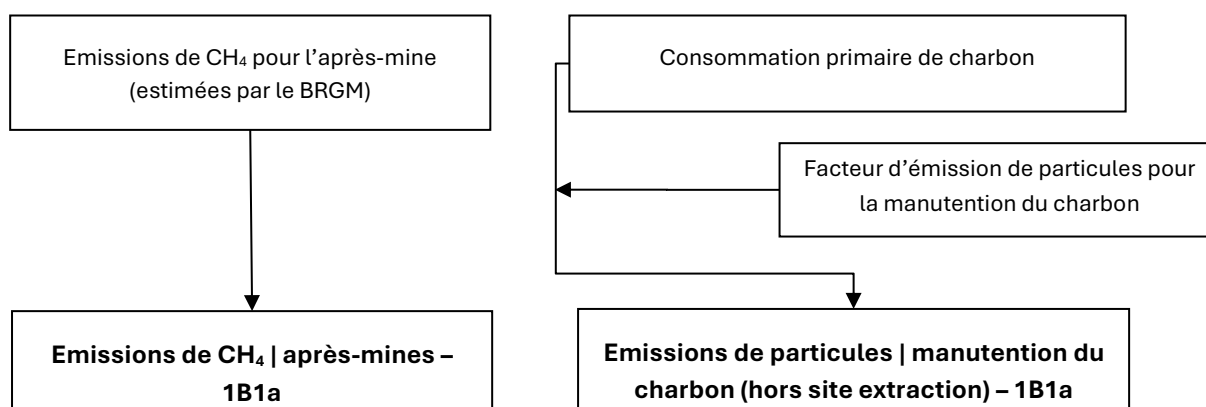 Emissions de CH₄ pour l’après-mine
(estimées par le BRGM)
Consommation primaire de charbon
Facteur d’émission de particules pour
la manutention du charbon
Emissions de CH₄ | après-mines –
1B1a
Emissions de particules | manutention du
charbon (hors site extraction) – 1B1a